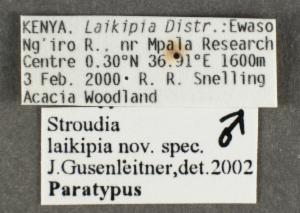 KENYA, Laikipia Distr.:Ewaso
Ng'iro R., nr Mpala Research
Centre 0.30°N 36.91°E 1600m
3 Feb. 2000· R. R. Snelling
Acacia Woodland
Stroudia ♂
laikipia nov. spec.
J.Gusenleitner,det.2002
Paratypus